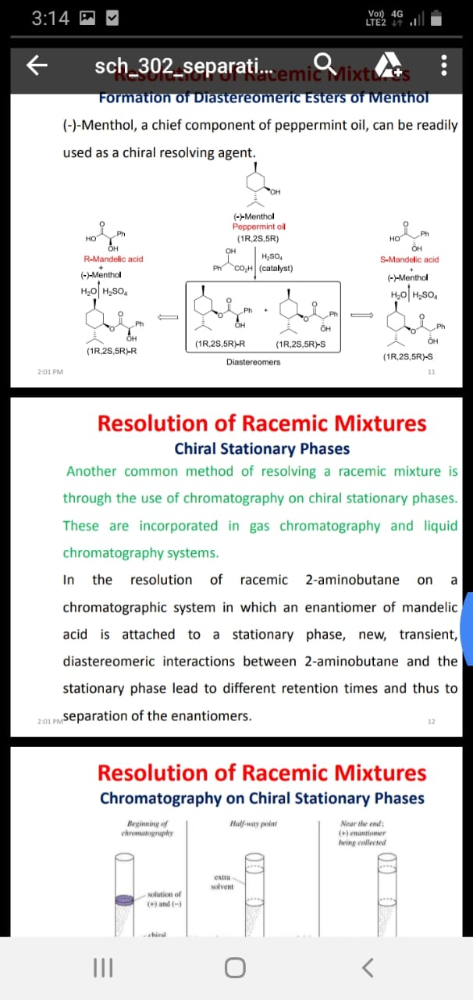 3:14
Vo)) 4G
LTE2
sch_302_separati...
Resolution of Racemic Mixtures
Formation of Diastereomeric Esters of Menthol
(-)-Menthol, a chief component of peppermint oil, can be readily
used as a chiral resolving agent.
OH
(-)-Menthol
Peppermint oil
(1R,2S,5R)
OH
Ph
CO₂H
H₂SO₄
(catalyst)
O
HO
Ph
OH
R-Mandelic acid
+
(-)-Menthol
H₂O
H₂SO₄
O
O
Ph
OH
(1R,2S,5R)-R
O
O
Ph
OH
+
O
O
Ph
OH
(1R,2S,5R)-R
(1R,2S,5R)-S
Diastereomers
O
HO
Ph
OH
S-Mandelic acid
+
(-)-Menthol
H₂O
H₂SO₄
O
O
Ph
OH
(1R,2S,5R)-S
2:01 PM
11
Resolution of Racemic Mixtures
Chiral Stationary Phases
Another common method of resolving a racemic mixture is
through the use of chromatography on chiral stationary phases.
These are incorporated in gas chromatography and liquid
chromatography systems.
In the resolution of racemic 2-aminobutane on a
chromatographic system in which an enantiomer of mandelic
acid is attached to a stationary phase, new, transient,
diastereomeric interactions between 2-aminobutane and the
stationary phase lead to different retention times and thus to
separation of the enantiomers.
2:01 PM
12
Resolution of Racemic Mixtures
Chromatography on Chiral Stationary Phases
Beginning of
chromatography
Half-way point
Near the end:
(+) enantiomer
being collected
extra
solvent
solution of
(+) and (−)
chiral